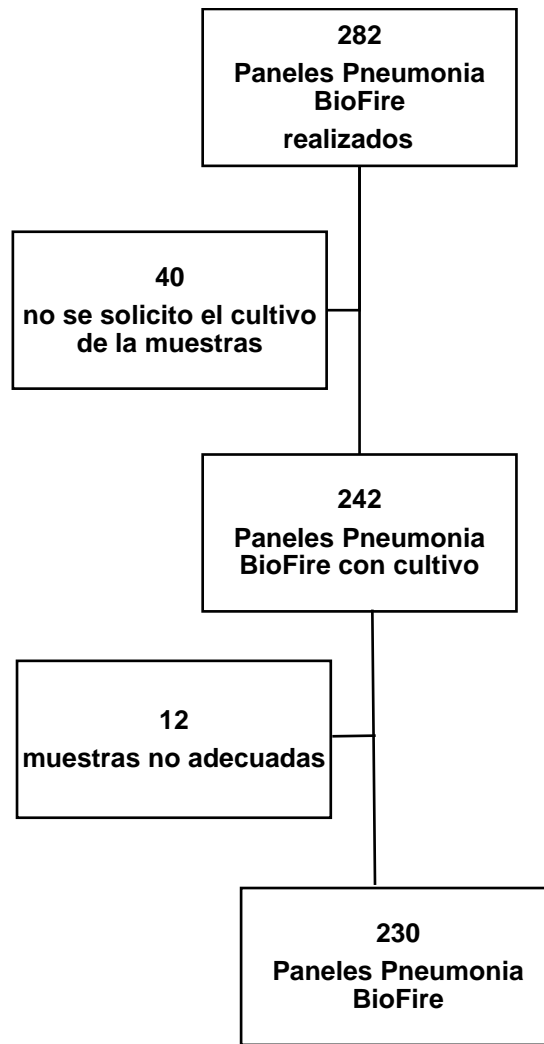 282
Paneles Pneumonia
BioFire
realizados
40
no se solicito el cultivo
de la muestras
242
Paneles Pneumonia
BioFire con cultivo
12
muestras no adecuadas
230
Paneles Pneumonia
BioFire